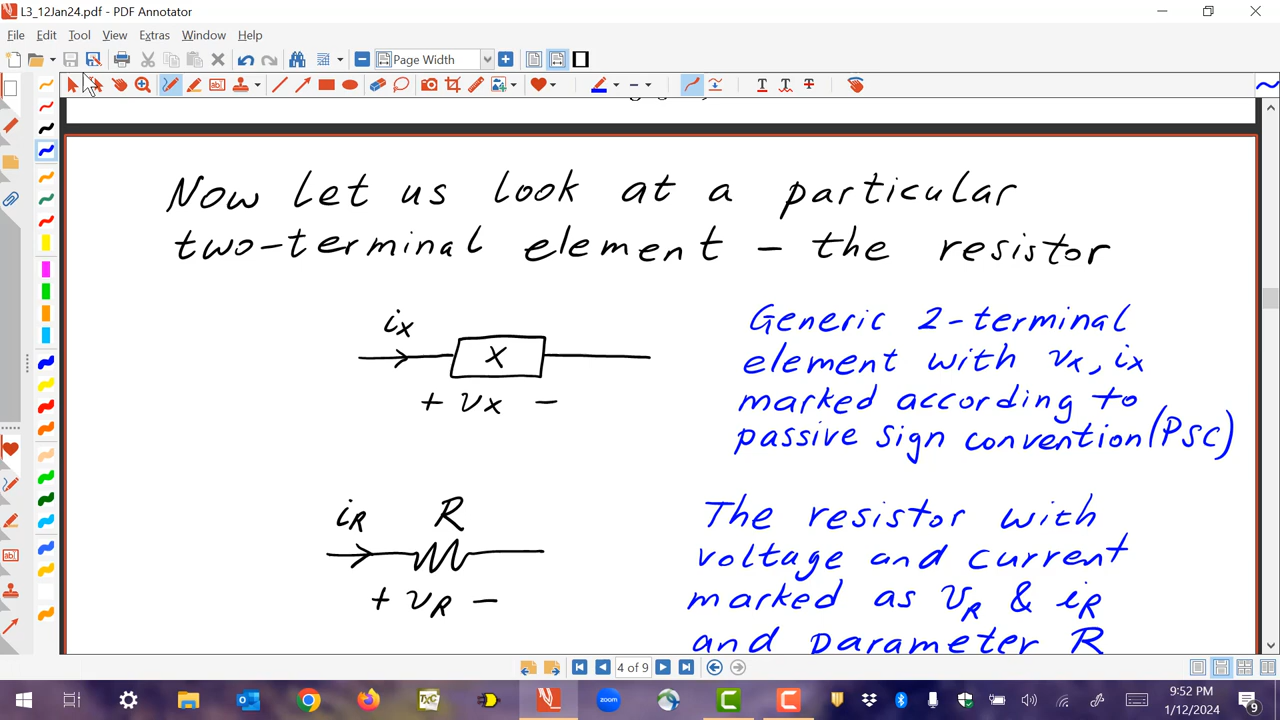 L3_12Jan24.pdf - PDF Annotator
File Edit Tool View Extras Window Help
Page Width
Now Let us look at a particular
two-terminal element - the resistor
iX
X
+ vX -
Generic 2-terminal
element with vX, iX
marked according to
passive sign convention (PSC)
iR R
+ vR -
The resistor with
voltage and current
marked as vR & iR
and parameter R
4 of 9
zoom
9:52 PM
1/12/2024
9